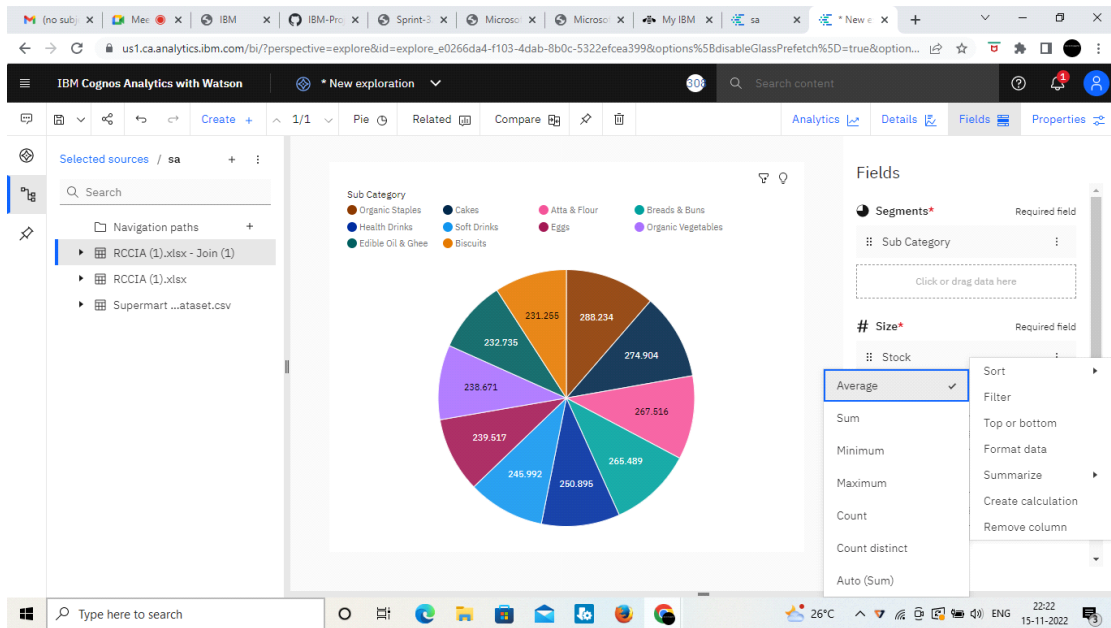 (no subj
Mee
IBM
IBM-Pro
Sprint-3
Microso
Microso
My IBM
sa
* New e
us1.ca.analytics.ibm.com/bi/?perspective=explore&id=explore_e0266da4-f103-4dab-8b0c-5322efcea399&options%5BdisableGlassPrefetch%5D=true&option...
IBM Cognos Analytics with Watson
* New exploration
308
Search content
1
Create +
1/1
Pie
Related
Compare
Analytics
Details
Fields
Properties
Selected sources / sa
Search
Navigation paths
RCCIA (1).xlsx - Join (1)
RCCIA (1).xlsx
Supermart ...ataset.csv
Sub Category
Organic Staples
Cakes
Atta & Flour
Breads & Buns
Health Drinks
Soft Drinks
Eggs
Organic Vegetables
Edible Oil & Ghee
Biscuits
231.255
288.234
232.735
274.904
238.671
267.516
239.517
265.489
245.992
250.895
Fields
Segments*
Required field
Sub Category
Click or drag data here
# Size*
Required field
Stock
Average
Sum
Minimum
Maximum
Count
Count distinct
Auto (Sum)
Sort
Filter
Top or bottom
Format data
Summarize
Create calculation
Remove column
Type here to search
26°C
ENG
22:22
15-11-2022
3